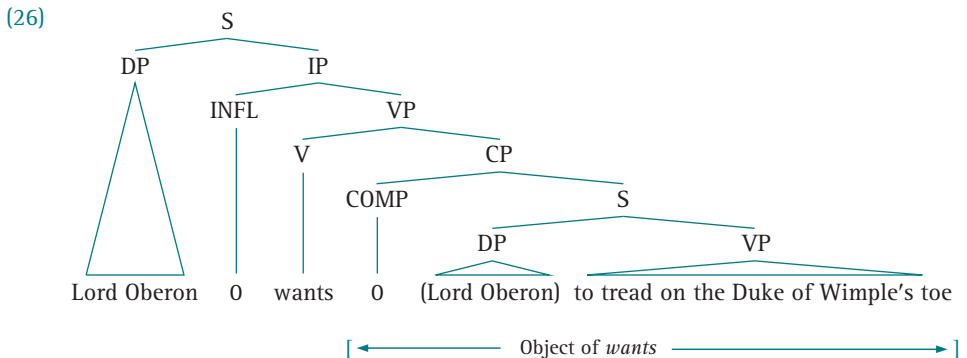 (26)
S
DP IP
INFL VP
V CP
COMP S
DP VP
Lord Oberon 0 wants 0 (Lord Oberon) to tread on the Duke of Wimple's toe
[ Object of wants ]